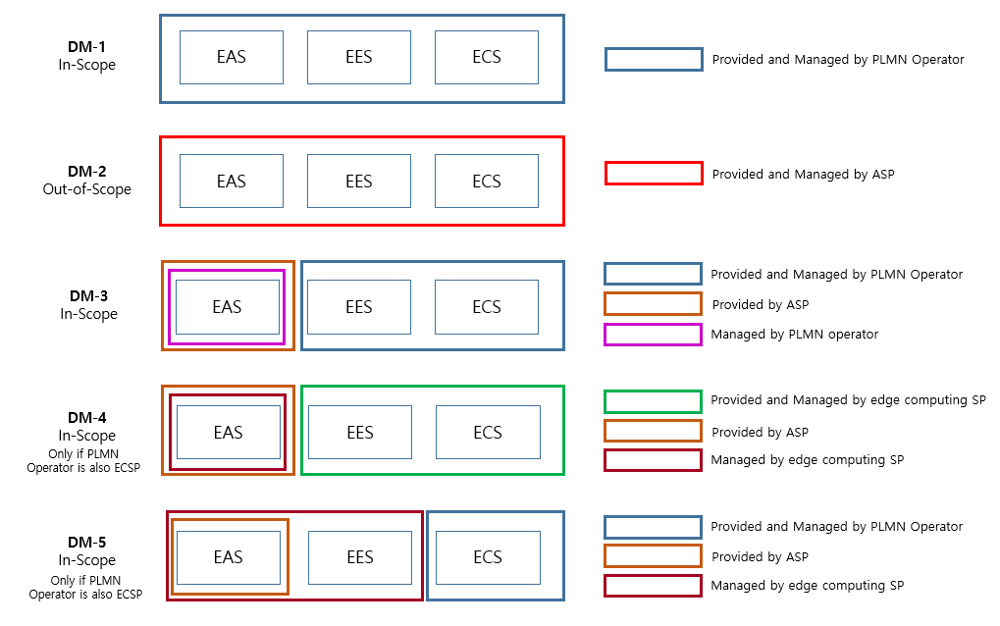 DM-1
In-Scope
EAS
EES
ECS
Provided and Managed by PLMN Operator
DM-2
Out-of-Scope
EAS
EES
ECS
Provided and Managed by ASP
DM-3
In-Scope
EAS
EES
ECS
Provided and Managed by PLMN Operator
Provided by ASP
Managed by PLMN operator
DM-4
In-Scope
Only if PLMN
Operator is also ECSP
EAS
EES
ECS
Provided and Managed by edge computing SP
Provided by ASP
Managed by edge computing SP
DM-5
In-Scope
Only if PLMN
Operator is also ECSP
EAS
EES
ECS
Provided and Managed by PLMN Operator
Provided by ASP
Managed by edge computing SP